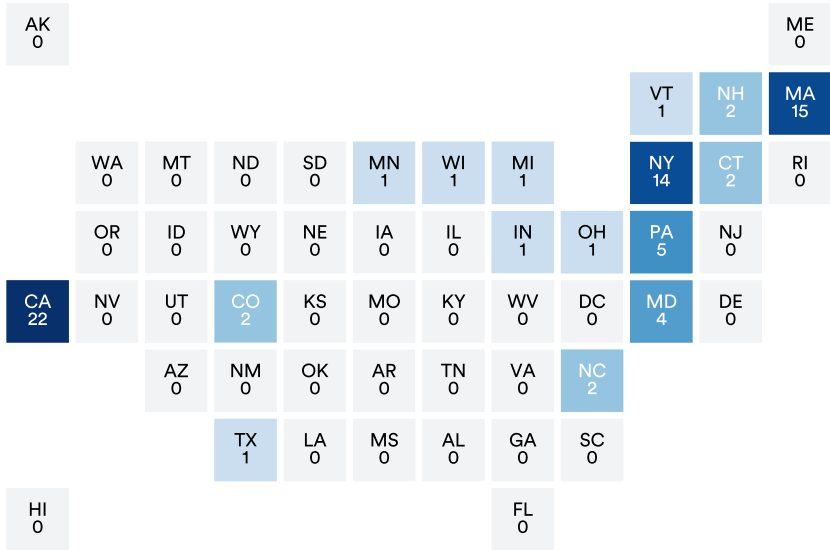 AK
0
ME
0
VT
1
NH
2
MA
15
WA
0
MT
0
ND
0
SD
0
MN
1
WI
1
MI
1
NY
14
CT
2
RI
0
OR
0
ID
0
WY
0
NE
0
IA
0
IL
0
IN
1
OH
1
PA
5
NJ
0
CA
22
NV
0
UT
0
CO
2
KS
0
MO
0
KY
0
WV
0
DC
0
MD
4
DE
0
AZ
0
NM
0
OK
0
AR
0
TN
0
VA
0
NC
2
TX
1
LA
0
MS
0
AL
0
GA
0
SC
0
HI
0
FL
0